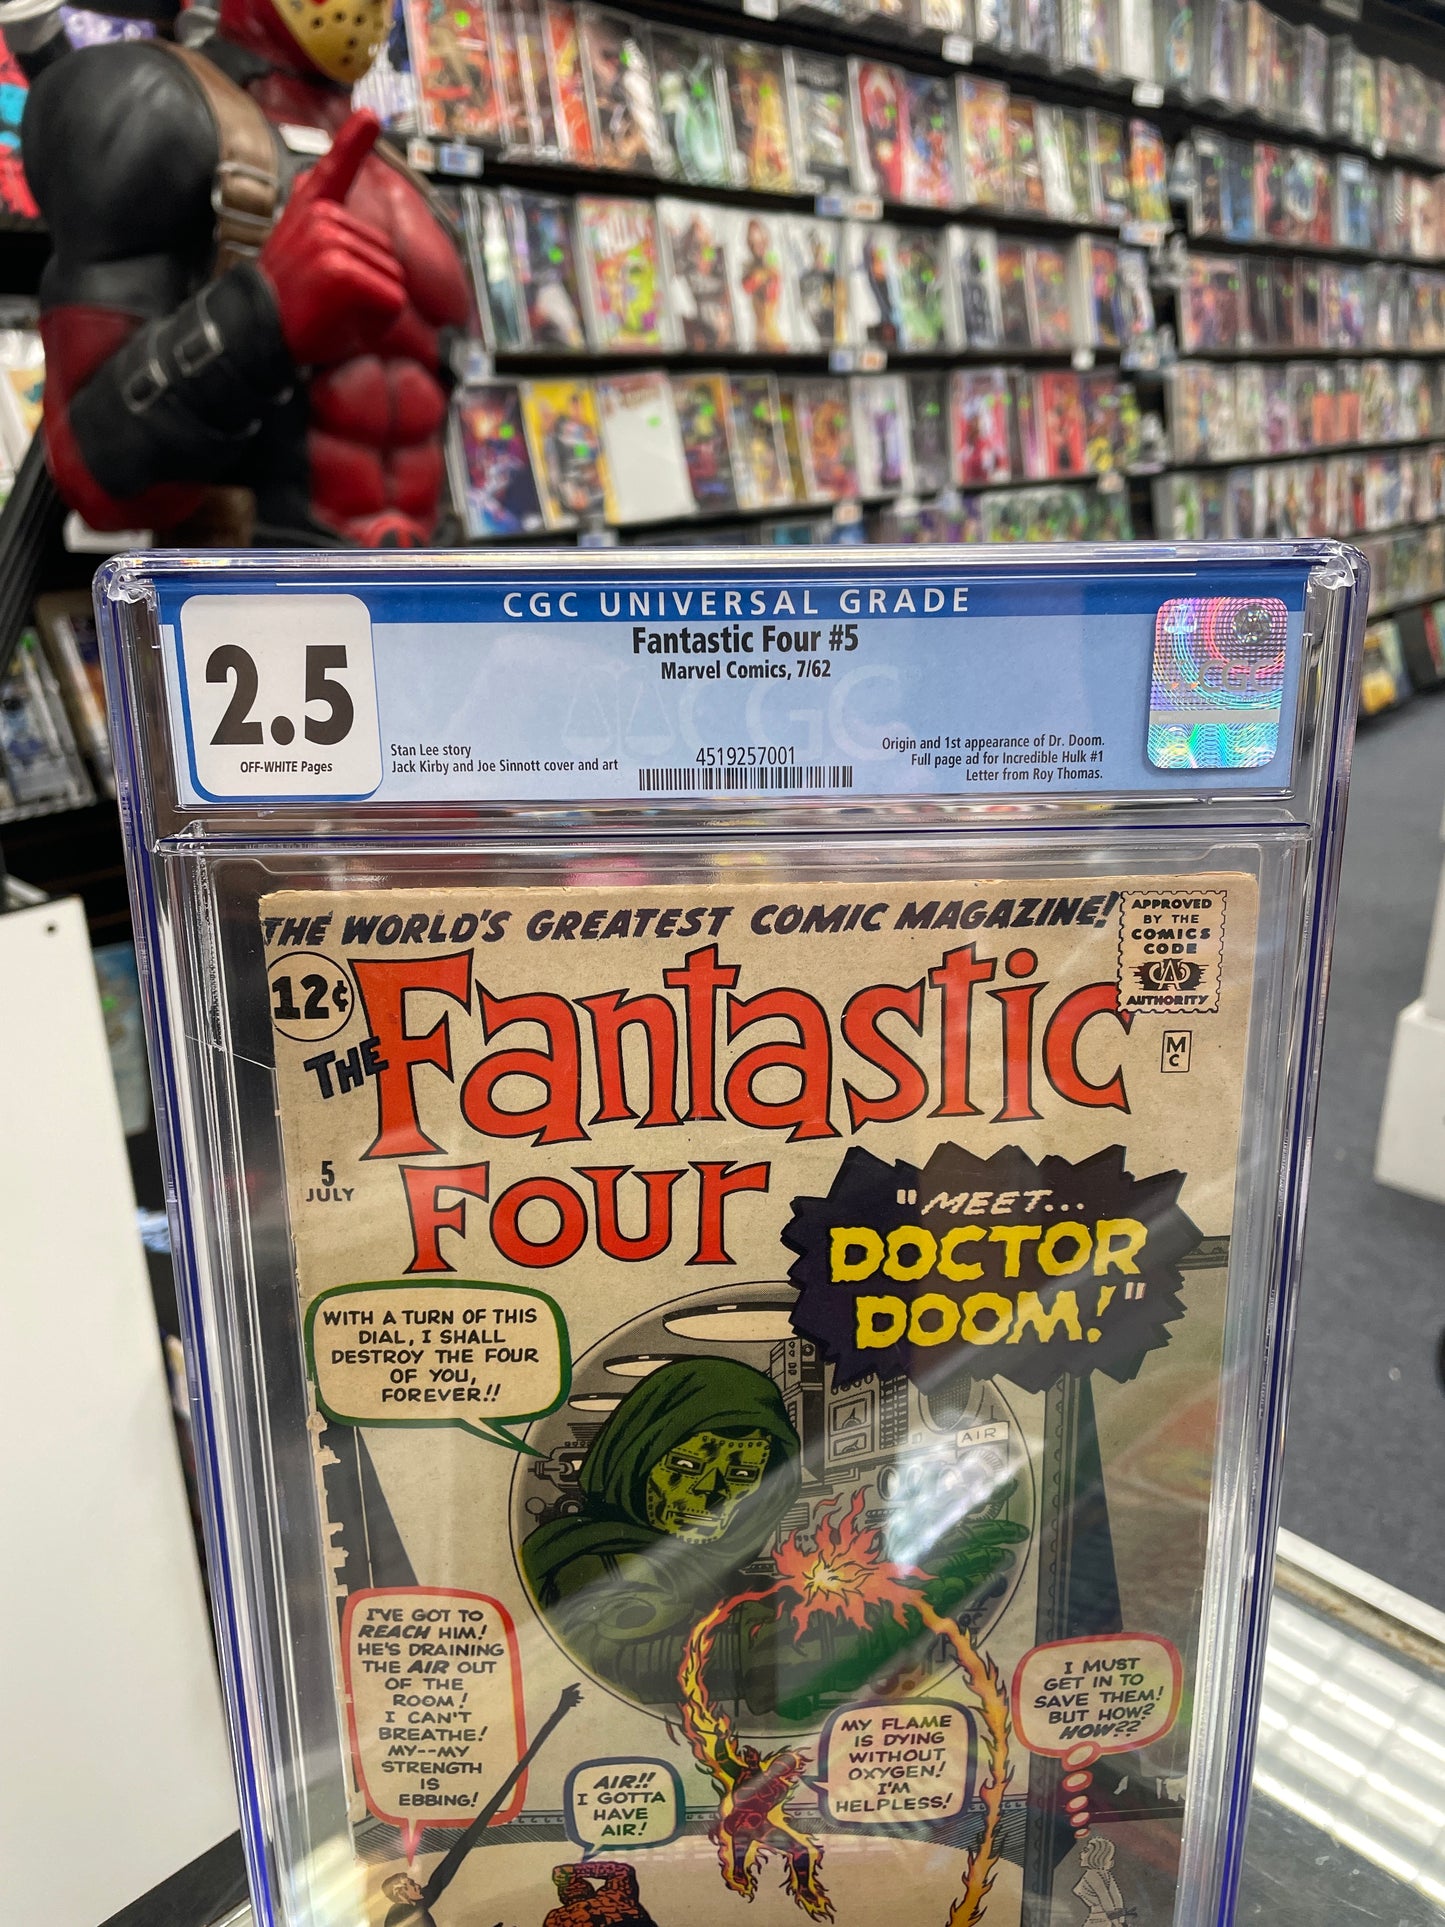 CGC UNIVERSAL GRADE
2.5
OFF-WHITE Pages
Fantastic Four #5
Marvel Comics, 7/62
Stan Lee story
Jack Kirby and Joe Sinnott cover and art
4519257001
Origin and 1st appearance of Dr. Doom.
Full page ad for Incredible Hulk #1
Letter from Roy Thomas.
CGC
CGC
THE WORLD'S GREATEST COMIC MAGAZINE!
APPROVED
BY THE
COMICS
CODE
CA
AUTHORITY
12¢
THE
Fantastic
Four
M
C
5
JULY
"MEET...
DOCTOR
DOOM!"
WITH A TURN OF THIS
DIAL, I SHALL
DESTROY THE FOUR
OF YOU,
FOREVER!!
AIR
I'VE GOT TO
REACH HIM!
HE'S DRAINING
THE AIR OUT
OF THE
ROOM!
I CAN'T
BREATHE!
MY--MY
STRENGTH
IS
EBBING!
AIR!!
I GOTTA
HAVE
AIR!
MY FLAME
IS DYING
WITHOUT
OXYGEN!
I'M
HELPLESS!
I MUST
GET IN TO
SAVE THEM!
BUT HOW?
HOW??